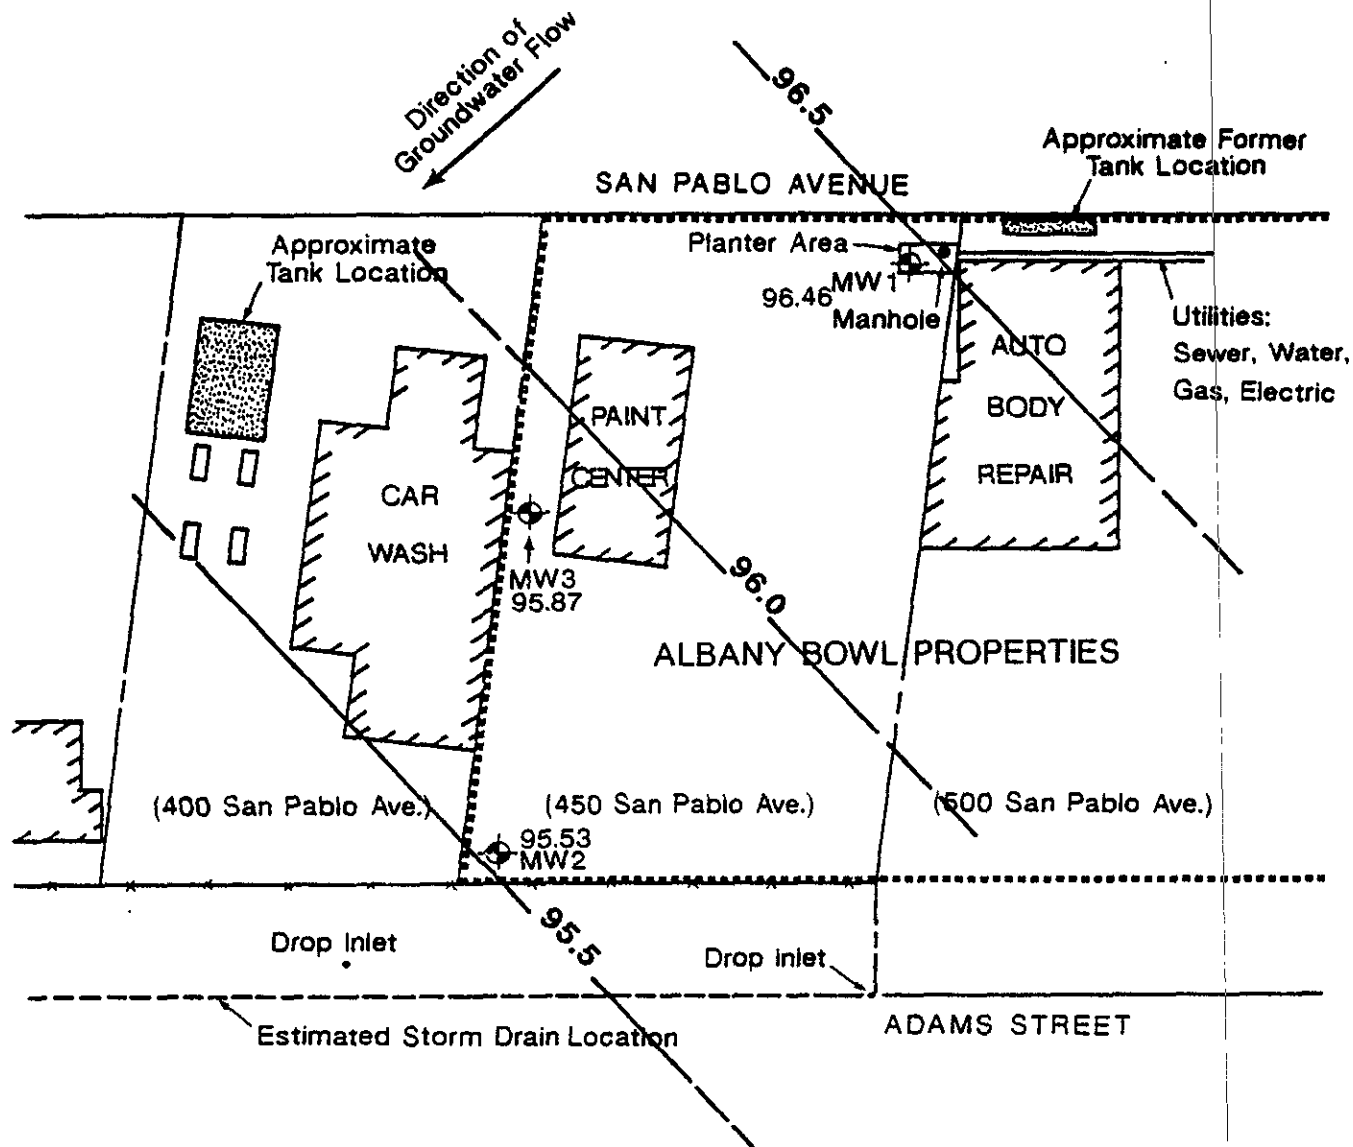 Direction of
Groundwater Flow
96.5
Approximate Former
Tank Location
SAN PABLO AVENUE
Approximate
Tank Location
Planter Area
MW1
96.46
Manhole
Utilities:
Sewer, Water,
Gas, Electric
AUTO
BODY
REPAIR
PAINT
CENTER
CAR
WASH
MW3
95.87
96.0
ALBANY BOWL PROPERTIES
(400 San Pablo Ave.)
(450 San Pablo Ave.)
(500 San Pablo Ave.)
95.53
MW2
95.5
Drop Inlet
Drop inlet
ADAMS STREET
Estimated Storm Drain Location